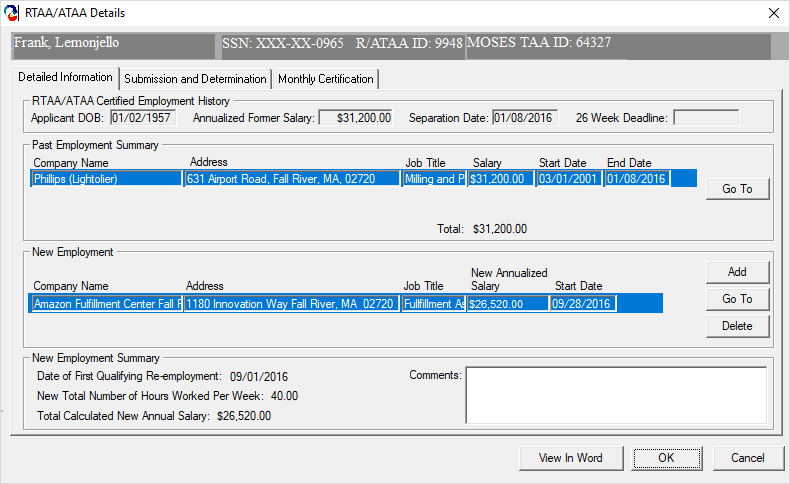 RTAA/ATAA Details
Frank, Lemonjello SSN: XXX-XX-0965 R/ATAA ID: 9948 MOSES TAA ID: 64327
Detailed Information Submission and Determination Monthly Certification
RTAA/ATAA Certified Employment History
Applicant DOB: 01/02/1957 Annualized Former Salary: $31,200.00 Separation Date: 01/08/2016 26 Week Deadline:
Past Employment Summary
Company Name Address Job Title Salary Start Date End Date
Phillips (Lightolier) 631 Airport Road, Fall River, MA, 02720 Milling and P $31,200.00 03/01/2001 01/08/2016
Go To
Total: $31,200.00
New Employment
Add
New Annualized
Company Name Address Job Title Salary Start Date
Amazon Fulfillment Center Fall R 1180 Innovation Way Fall River, MA 02720 Fullfillment As $26,520.00 09/28/2016
Go To
Delete
New Employment Summary
Date of First Qualifying Re-employment: 09/01/2016 Comments:
New Total Number of Hours Worked Per Week: 40.00
Total Calculated New Annual Salary: $26,520.00
View In Word OK Cancel